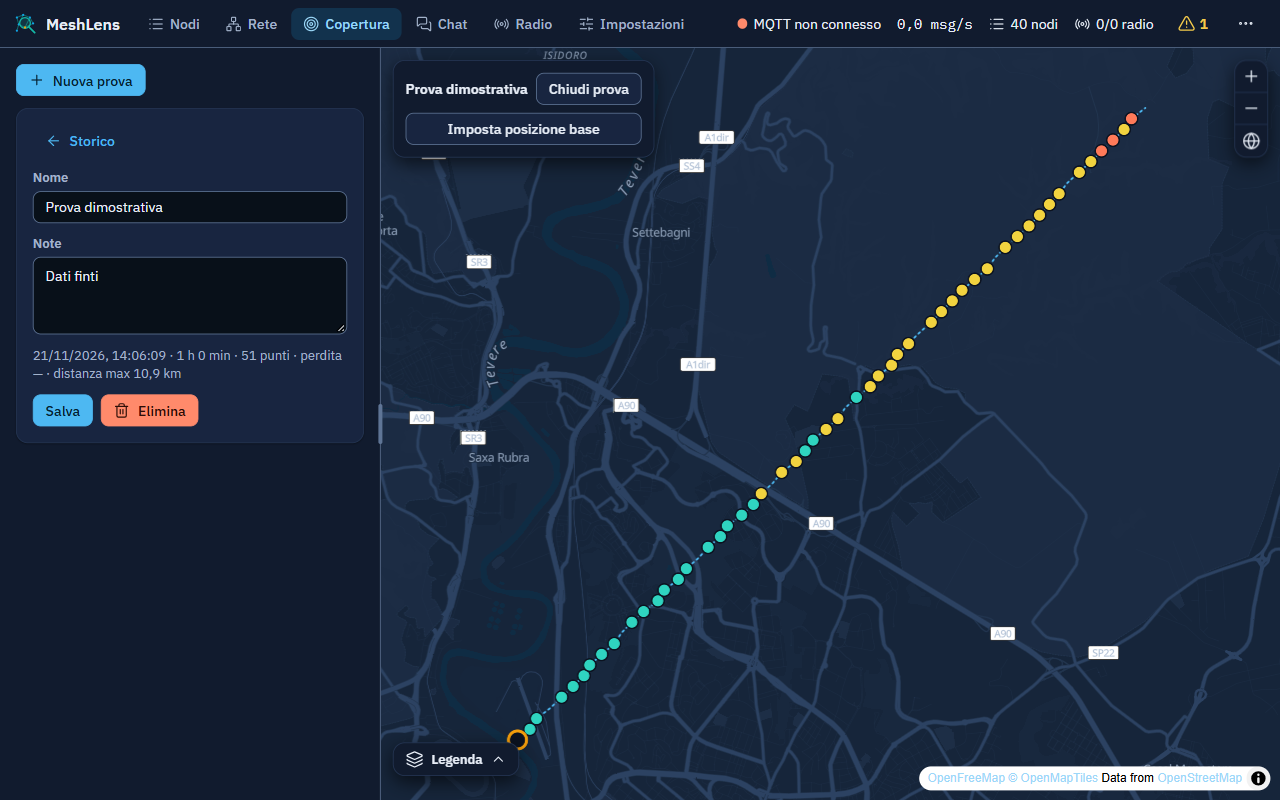 MeshLens
Nodi
Rete
Copertura
Chat
Radio
Impostazioni
MQTT non connesso
0,0 msg/s
40 nodi
0/0 radio
1
Nuova prova
Storico
Nome
Prova dimostrativa
Note
Dati finti
21/11/2026, 14:06:09 · 1 h 0 min · 51 punti · perdita
— · distanza max 10,9 km
Salva
Elimina
Prova dimostrativa
Chiudi prova
Imposta posizione base
ISIDORO
A1dir
SS4
Settebagni
SR3
Tevere
A1dir
A90
A90
SR3
Saxa Rubra
A90
A90
SP22
Legenda
OpenFreeMap © OpenMapTiles Data from OpenStreetMap